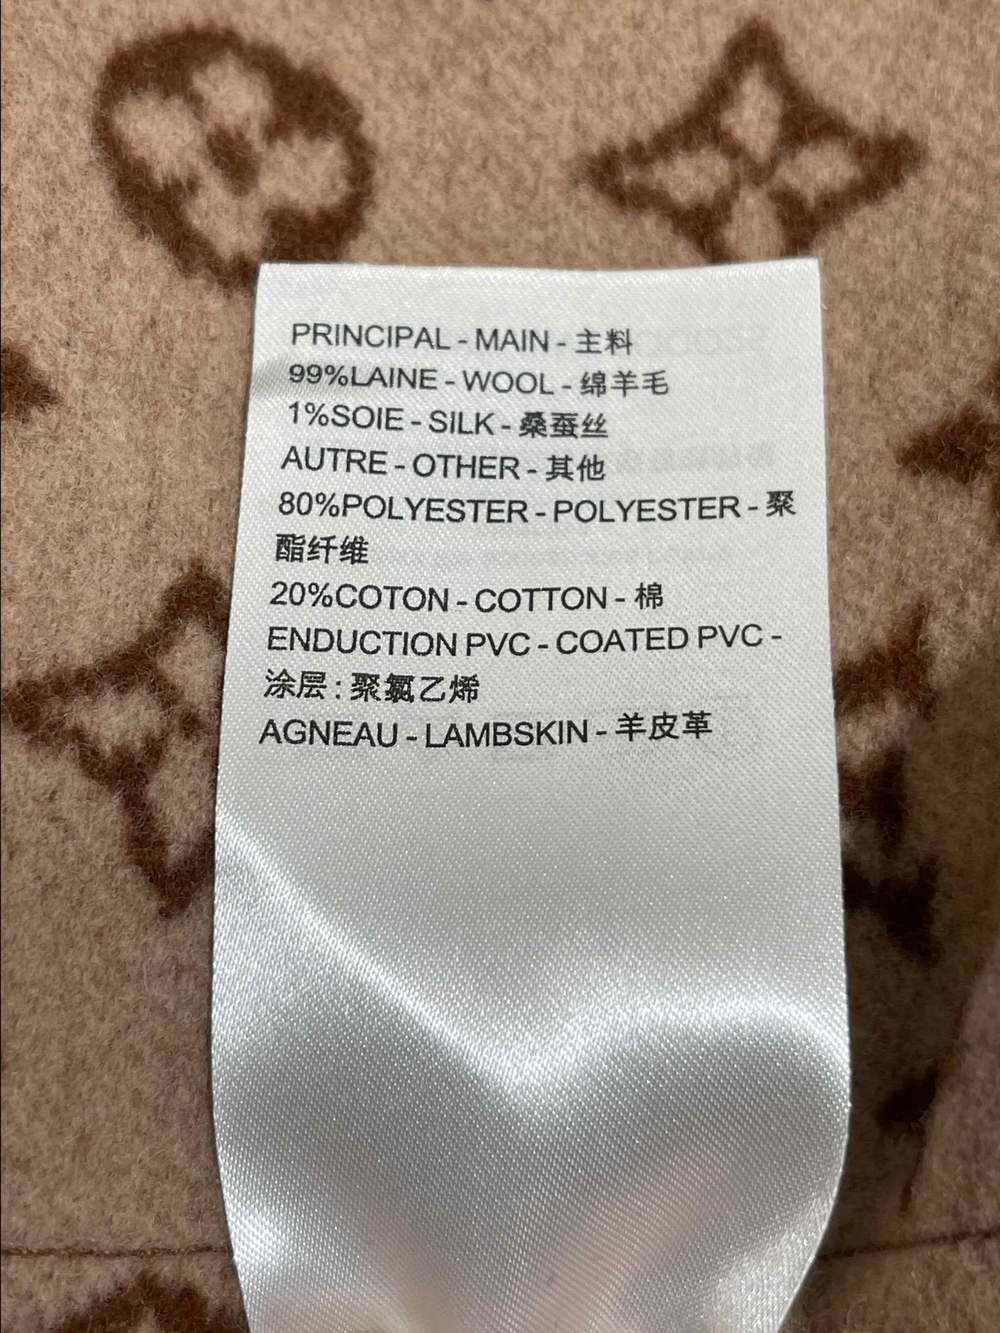 PRINCIPAL - MAIN - 主料
99%LAINE - WOOL - 绵羊毛
1%SOIE - SILK - 桑蚕丝
AUTRE - OTHER - 其他
80%POLYESTER - POLYESTER - 聚
酯纤维
20%COTON - COTTON - 棉
ENDUCTION PVC - COATED PVC -
涂层 : 聚氯乙烯
AGNEAU - LAMBSKIN - 羊皮革